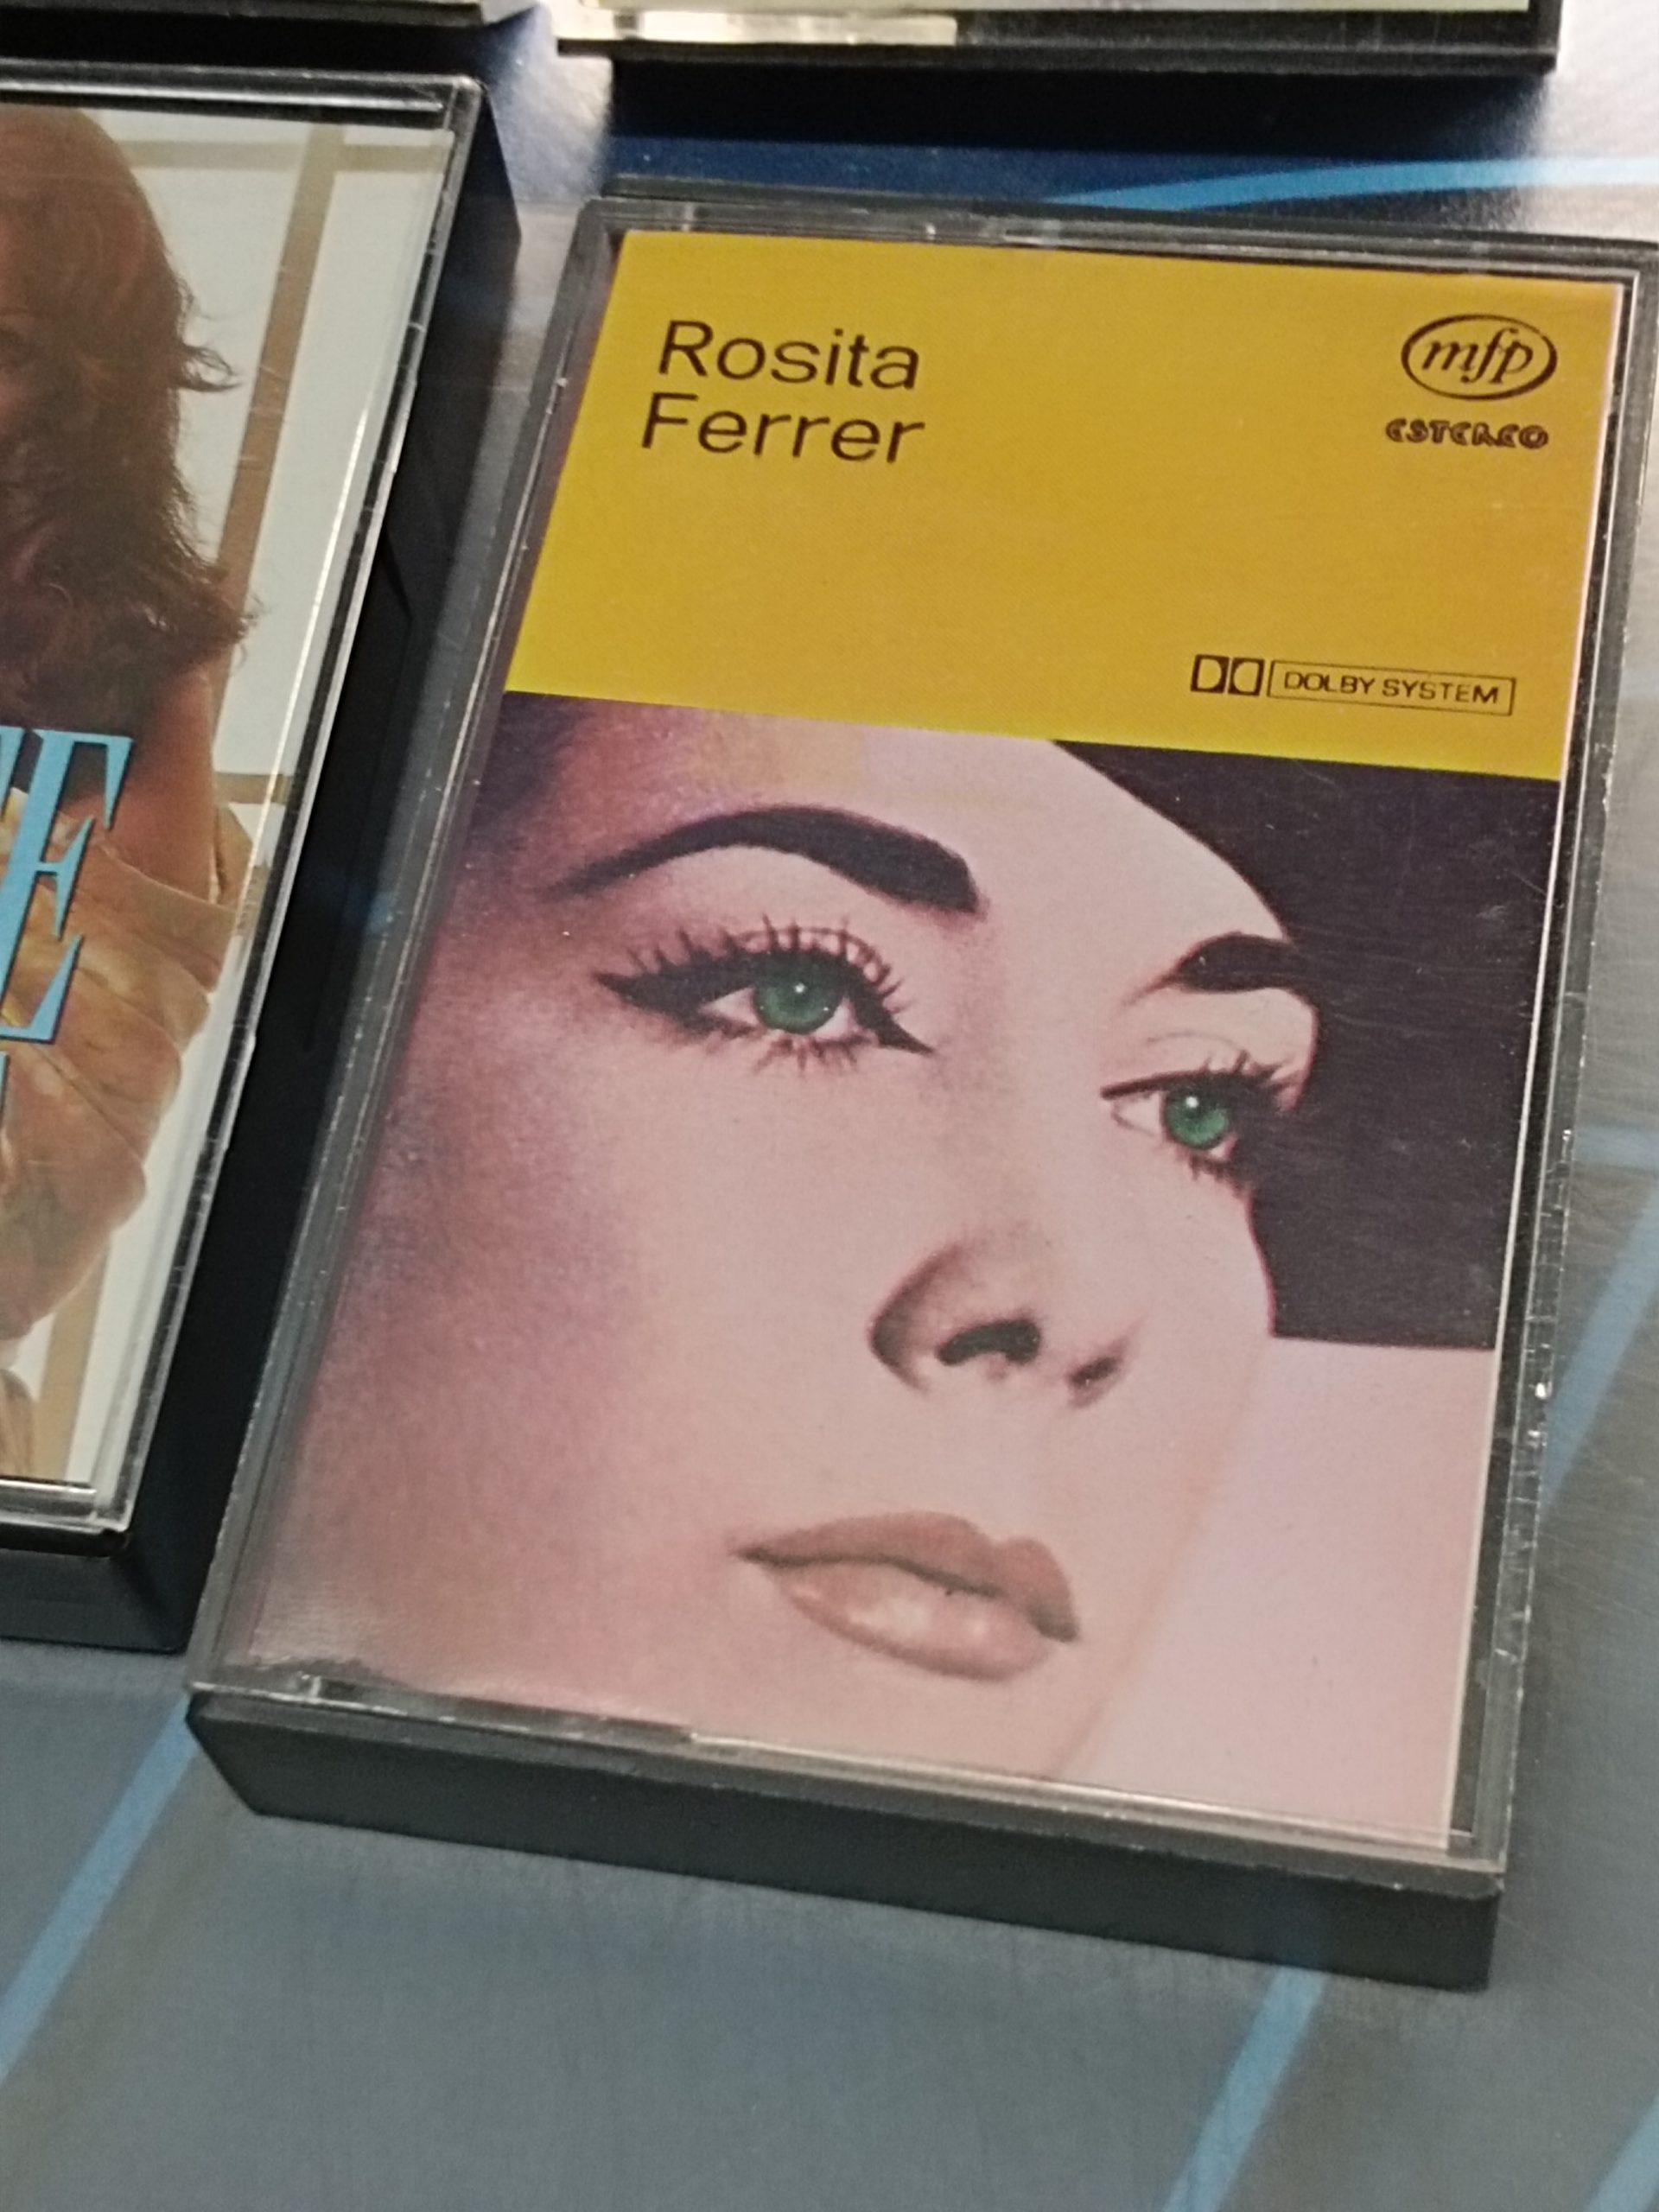 Rosita
Ferrer
mfp
ESTEREO
DOLBY SYSTEM